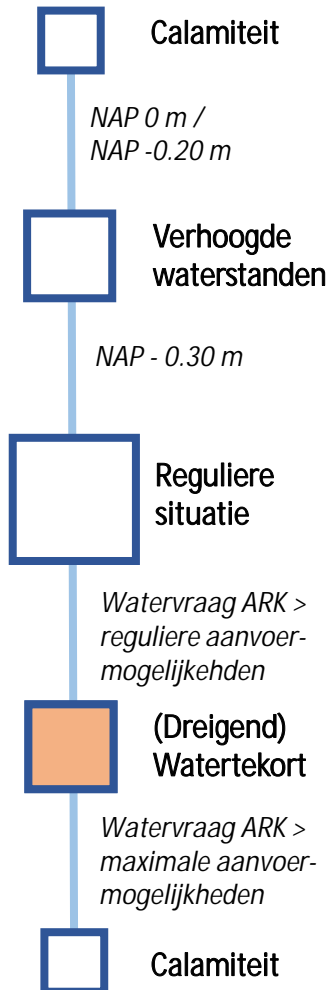 Calamiteit
NAP 0 m /
NAP -0.20 m
Verhoogde
waterstanden
NAP - 0.30 m
Reguliere
situatie
Watervraag ARK >
reguliere aanvoer-
mogelijkehden
(Dreigend)
Watertekort
Watervraag ARK >
maximale aanvoer-
mogelijkheden
Calamiteit